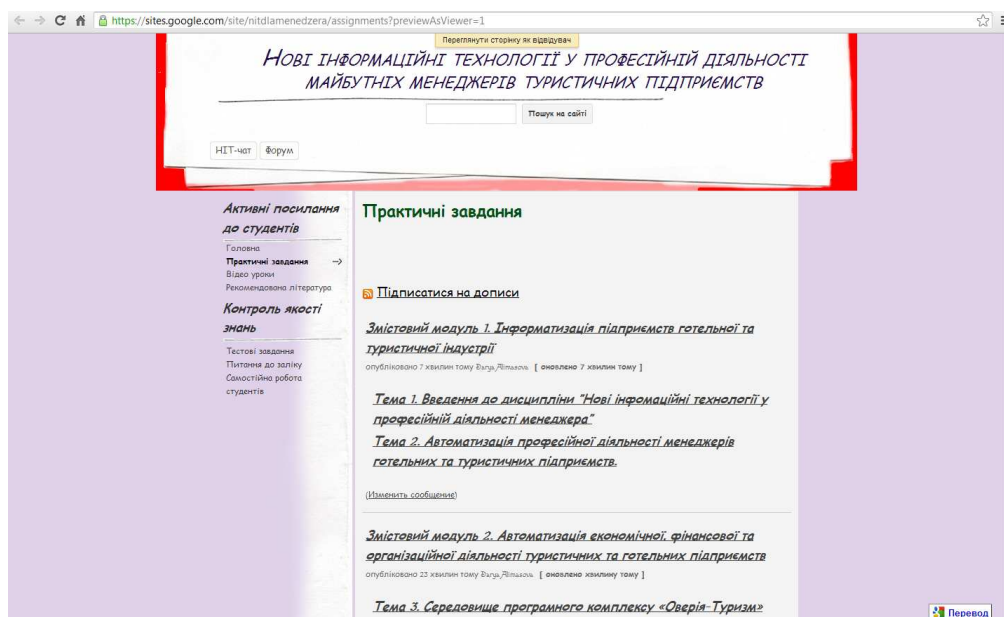 https://sites.google.com/site/nitdlamenedzera/assignments?previewAsViewer=1
Переглянути сторінку як відвідувач
Нові інформаційні технології у професійній діяльності
майбутніх менеджерів туристичних підприємств
Пошук на сайті
НІТ-чат Форум
Активні посилання
до студентів
Головна
Практичні завдання
Відео уроки
Рекомендована література
Контроль якості
знань
Тестові завдання
Питання до заліку
Самостійна робота
студентів
Практичні завдання
Підписатися на дописи
Змістовий модуль 1. Інформатизація підприємств готельної та
туристичної індустрії
опубліковано 7 хвилин тому Darya Almasova [ оновлено 7 хвилин тому ]
Тема 1. Введення до дисципліни "Нові інфомаційні технології у
професійній діяльності менеджера"
Тема 2. Автоматизація професійної діяльності менеджерів
готельних та туристичних підприємств.
(Изменить сообщение)
Змістовий модуль 2. Автоматизація економічної, фінансової та
організаційної діяльності туристичних та готельних підприємств
опубліковано 23 хвилин тому Darya Almasova [ оновлено хвилину тому ]
Тема 3. Середовище програмного комплексу «Оверія-Туризм»
Перевод